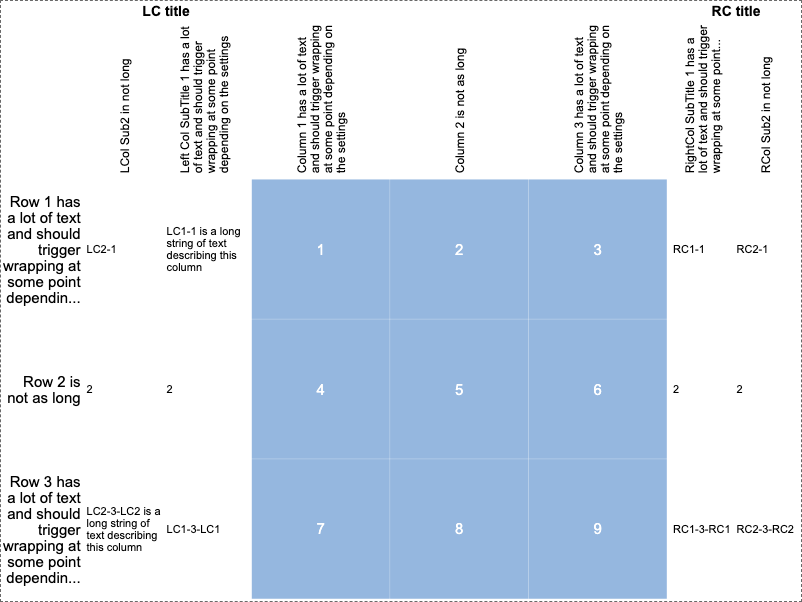 LC title
RC title
LCol Sub2 in not long
Left Col SubTitle 1 has a lot
of text and should trigger
wrapping at some point
depending on the settings
Column 1 has a lot of text
and should trigger wrapping
at some point depending on
the settings
Column 2 is not as long
Column 3 has a lot of text
and should trigger wrapping
at some point depending on
the settings
RightCol SubTitle 1 has a
lot of text and should trigger
wrapping at some point...
RCol Sub2 in not long
Row 1 has
a lot of text
and should
trigger
wrapping at
some point
dependin...
LC2-1
LC1-1 is a long
string of text
describing this
column
1
2
3
RC1-1
RC2-1
Row 2 is
not as long
2
2
4
5
6
2
2
Row 3 has
a lot of text
and should
trigger
wrapping at
some point
dependin...
LC2-3-LC2 is a
long string of
text describing
this column
LC1-3-LC1
7
8
9
RC1-3-RC1
RC2-3-RC2